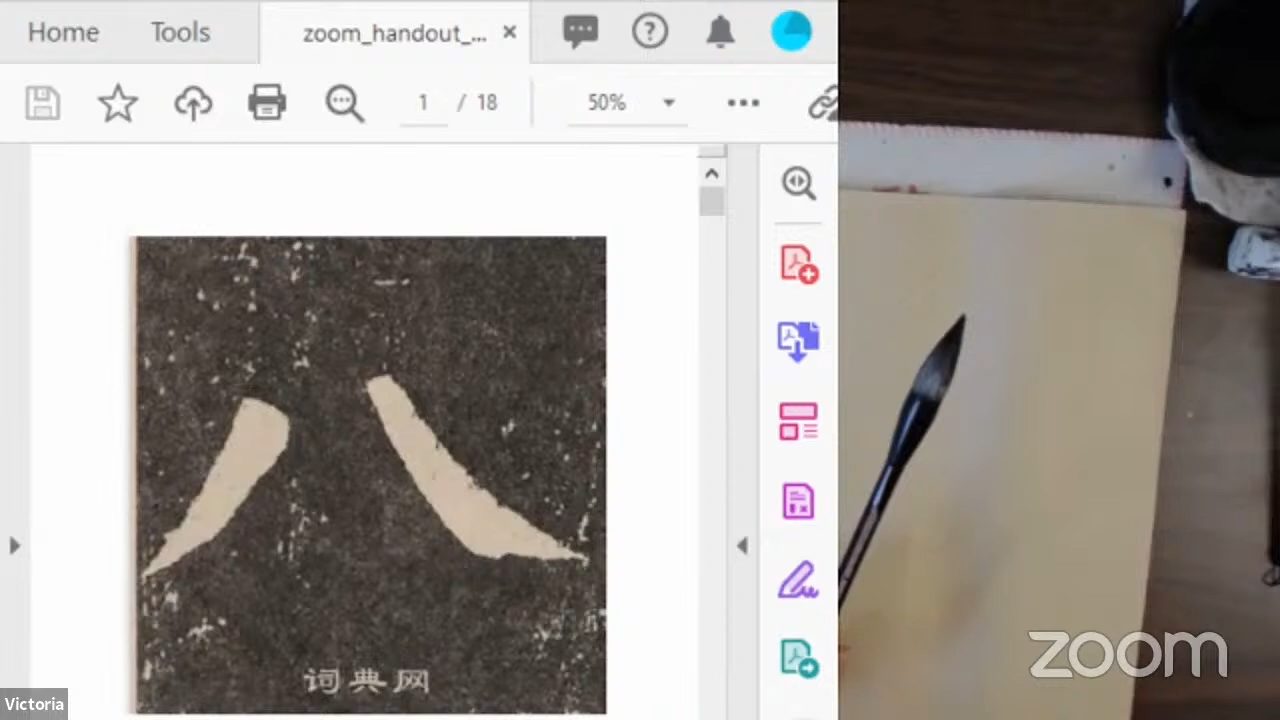 Home Tools zoom_handout_... ×
1 / 18 50%
八
词典网
Victoria
zoom